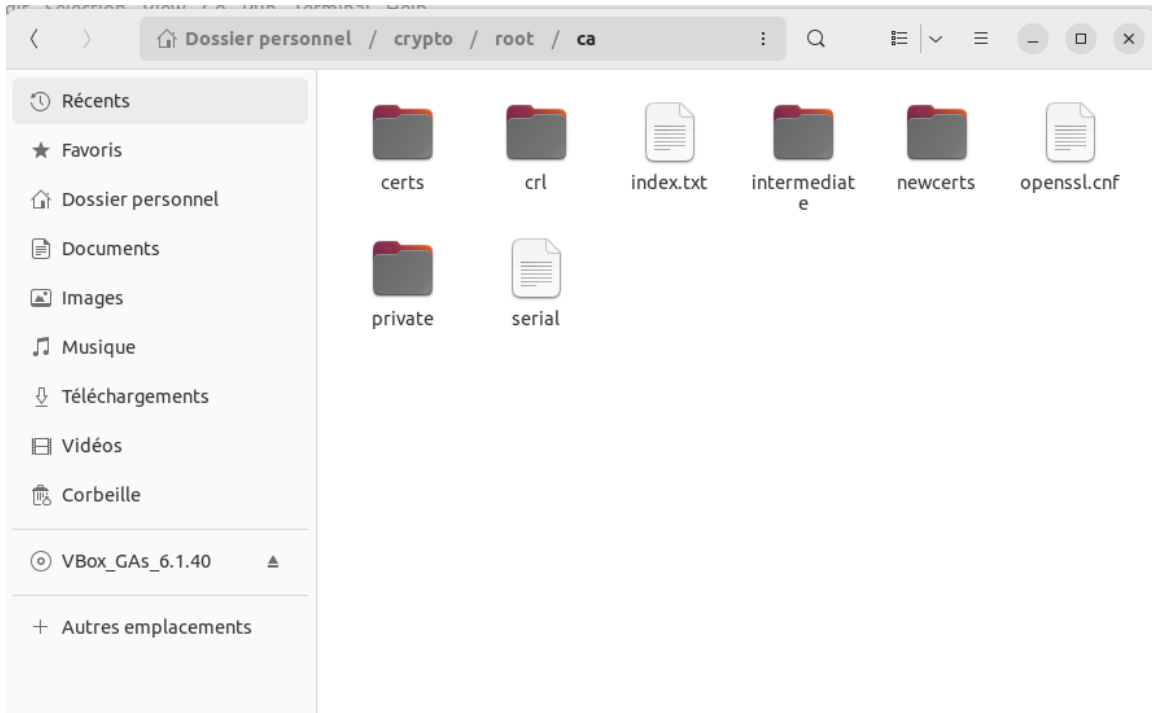 Dossier personnel / crypto / root / ca
Récents
Favoris
Dossier personnel
Documents
Images
Musique
Téléchargements
Vidéos
Corbeille
VBox_GAs_6.1.40
Autres emplacements
certs
crl
index.txt
intermediat
e
newcerts
openssl.cnf
private
serial